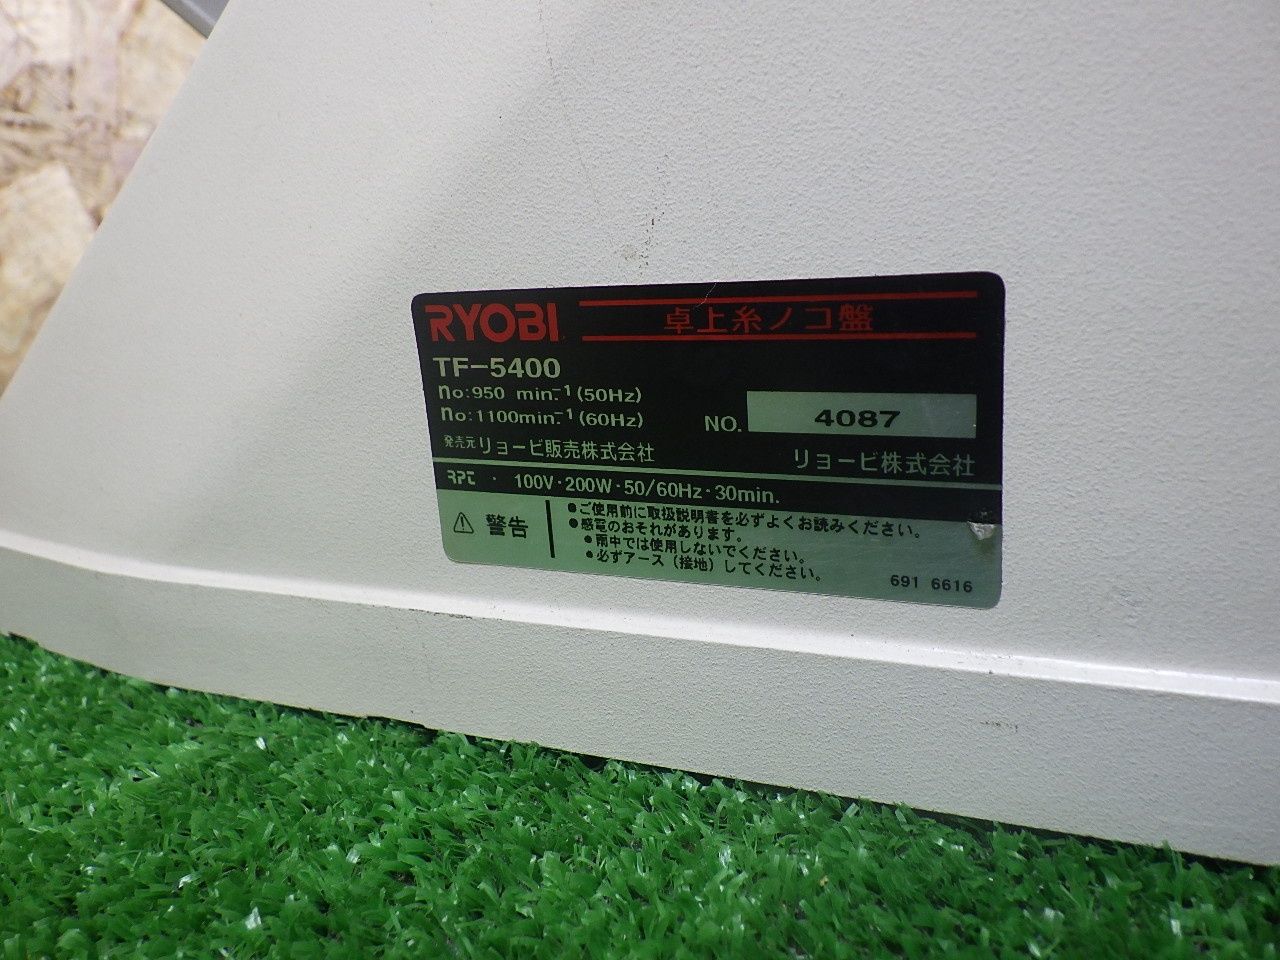 RYOBI 卓上糸ノコ盤
TF-5400
no:950 min.⁻¹(50Hz)
no:1100min.⁻¹(60Hz)
NO. 4087
発売元 リョービ販売株式会社
リョービ株式会社
RPT · 100V·200W·50/60Hz·30min.
⚠ 警告
●ご使用前に取扱説明書を必ずよくお読みください。
●感電のおそれがあります。
●雨中では使用しないでください。
●必ずアース(接地)してください。
691 6616